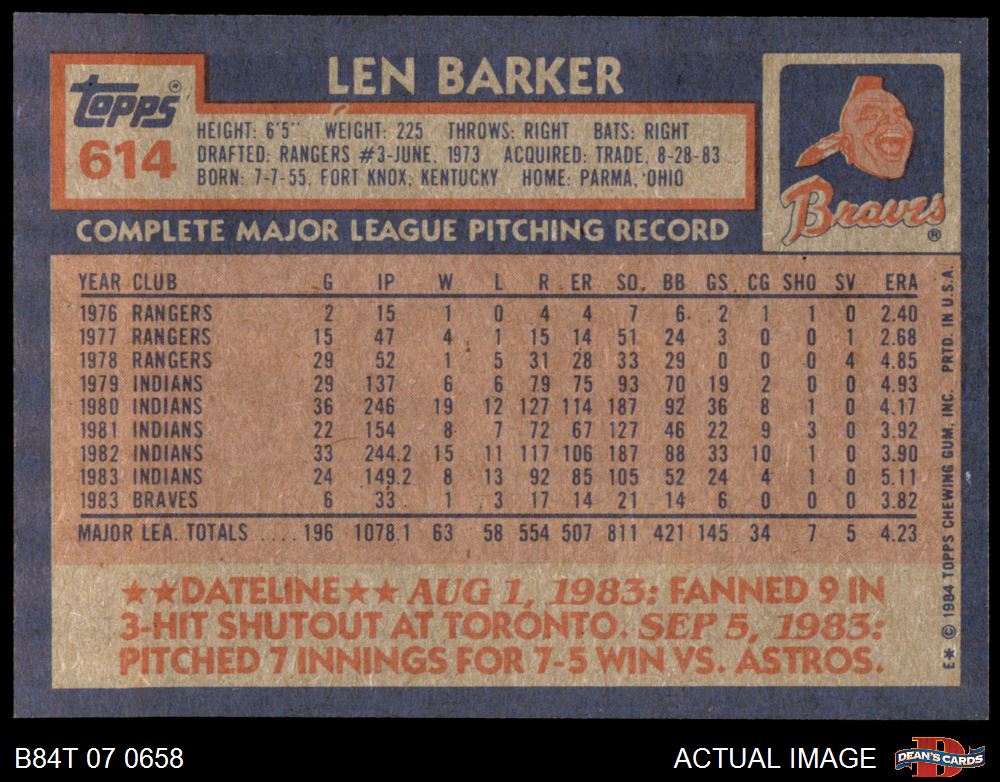 LEN BARKER
Topps®
614
HEIGHT: 6'5" WEIGHT: 225 THROWS: RIGHT BATS: RIGHT
DRAFTED: RANGERS #3-JUNE, 1973 ACQUIRED: TRADE, 8-28-83
BORN: 7-7-55, FORT KNOX, KENTUCKY HOME: PARMA, OHIO
Braves®
COMPLETE MAJOR LEAGUE PITCHING RECORD
YEAR CLUB G IP W L R ER SO. BB GS CG SHO SV ERA
1976 RANGERS 2 15 1 0 4 4 7 6 2 1 1 0 2.40
1977 RANGERS 15 47 4 1 15 14 51 24 3 0 0 1 2.68
1978 RANGERS 29 52 1 5 31 28 33 29 0 0 0 4 4.85
1979 INDIANS 29 137 6 6 79 75 93 70 19 2 0 0 4.93
1980 INDIANS 36 246 19 12 127 114 187 92 36 8 1 0 4.17
1981 INDIANS 22 154 8 7 72 67 127 46 22 9 3 0 3.92
1982 INDIANS 33 244.2 15 11 117 106 187 88 33 10 1 0 3.90
1983 INDIANS 24 149.2 8 13 92 85 105 52 24 4 1 0 5.11
1983 BRAVES 6 33 1 3 17 14 21 14 6 0 0 0 3.82
MAJOR LEA. TOTALS .... 196 1078.1 63 58 554 507 811 421 145 34 7 5 4.23
★★DATELINE★★ AUG 1, 1983: FANNED 9 IN
3-HIT SHUTOUT AT TORONTO. SEP 5, 1983:
PITCHED 7 INNINGS FOR 7-5 WIN VS. ASTROS.
E* © 1984 TOPPS CHEWING GUM, INC. PRTD. IN U.S.A.
B84T 07 0658
ACTUAL IMAGE
D
DEAN'S CARDS